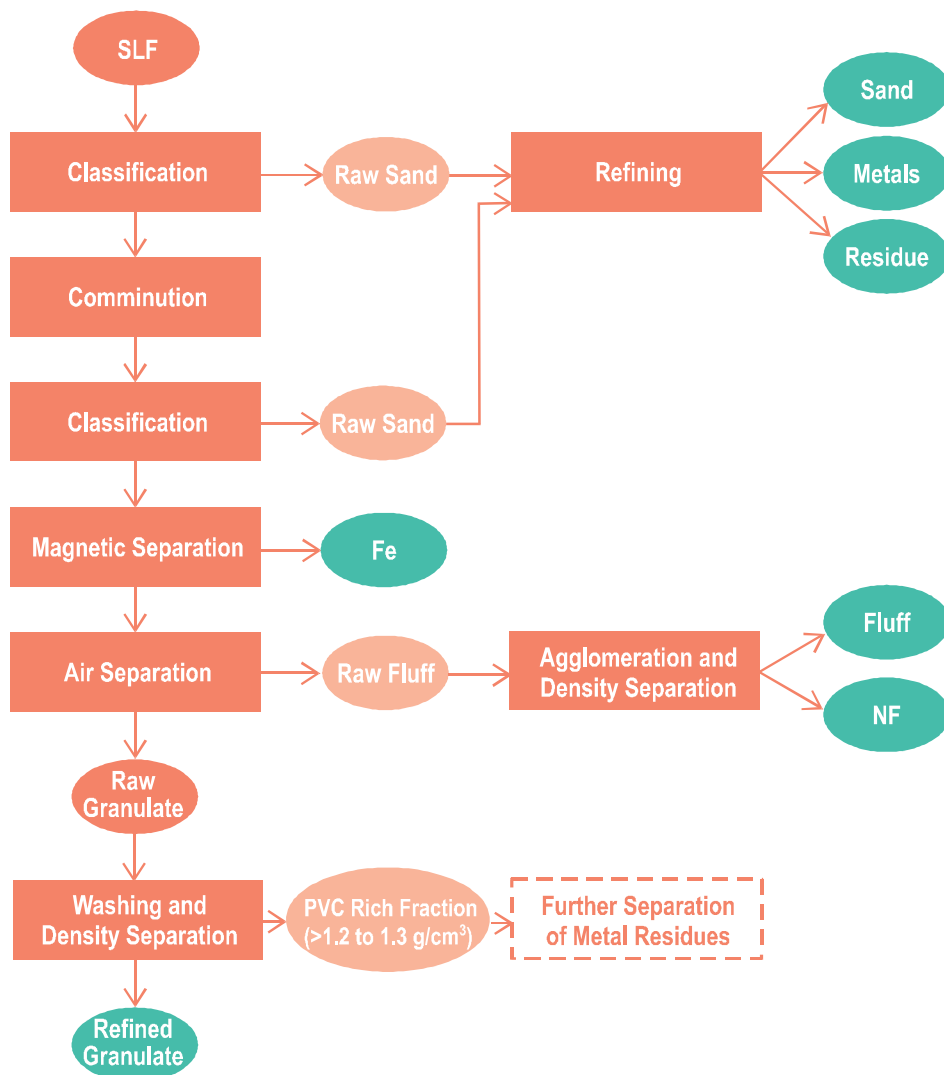 SLF
Classification
Raw Sand
Refining
Sand
Metals
Residue
Comminution
Classification
Raw Sand
Magnetic Separation
Fe
Air Separation
Raw Fluff
Agglomeration and
Density Separation
Fluff
NF
Raw
Granulate
Washing and
Density Separation
PVC Rich Fraction
(>1.2 to 1.3 g/cm³)
Further Separation
of Metal Residues
Refined
Granulate